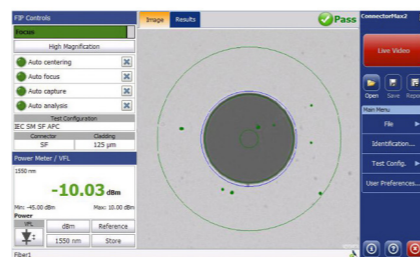 FIP Controls
Focus
High Magnification
Auto centering
Auto focus
Auto capture
Auto analysis
Test Configuration
IEC SM SF APC
Connector Cladding
SF 125 µm
Power Meter / VFL
1550 nm
-10.03 dBm
Min: -45.00 Max: 10.00 dBm
Power
VFL dBm Reference
1550 nm Store
Fiber1
Image Results
Pass
ConnectorMax2
Live Video
Open Save Repo
Main Menu
File
Identification...
Test Config.
User Preferences...